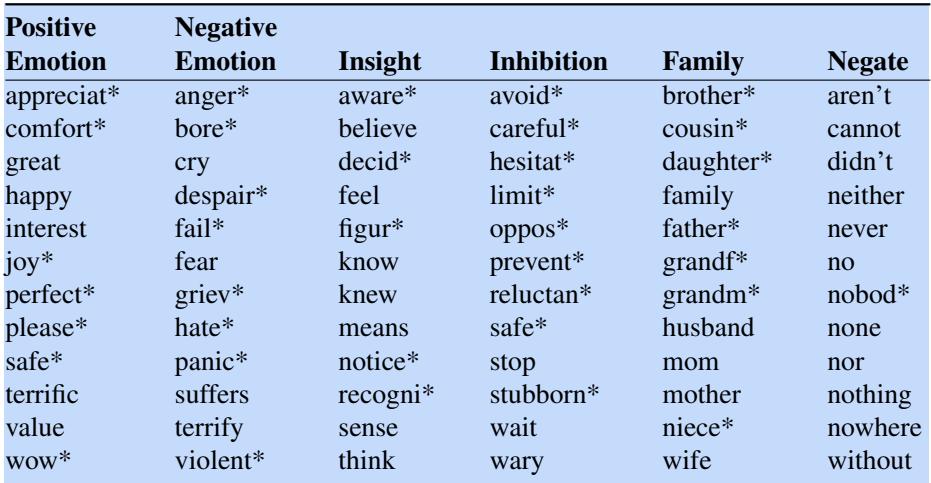 Positive Negative
Emotion Emotion Insight Inhibition Family Negate
appreciat* anger* aware* avoid* brother* aren't
comfort* bore* believe careful* cousin* cannot
great cry decid* hesitat* daughter* didn't
happy despair* feel limit* family neither
interest fail* figur* oppos* father* never
joy* fear know prevent* grandf* no
perfect* griev* knew reluctan* grandm* nobod*
please* hate* means safe* husband none
safe* panic* notice* stop mom nor
terrific suffers recogni* stubborn* mother nothing
value terrify sense wait niece* nowhere
wow* violent* think wary wife without